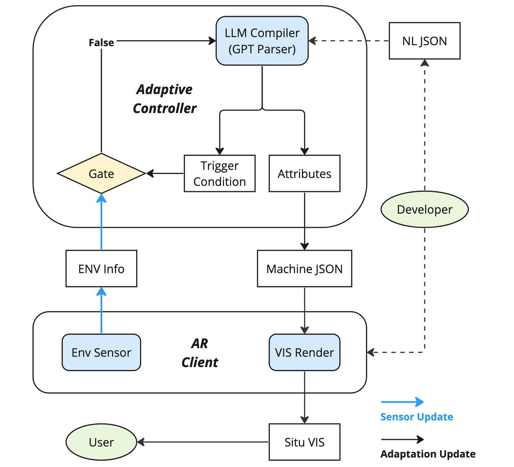 False
LLM Compiler
(GPT Parser)
NL JSON
Adaptive
Controller
Gate
Trigger
Condition
Attributes
Developer
ENV Info
Machine JSON
Env Sensor
AR
Client
VIS Render
Sensor Update
User
Situ VIS
Adaptation Update